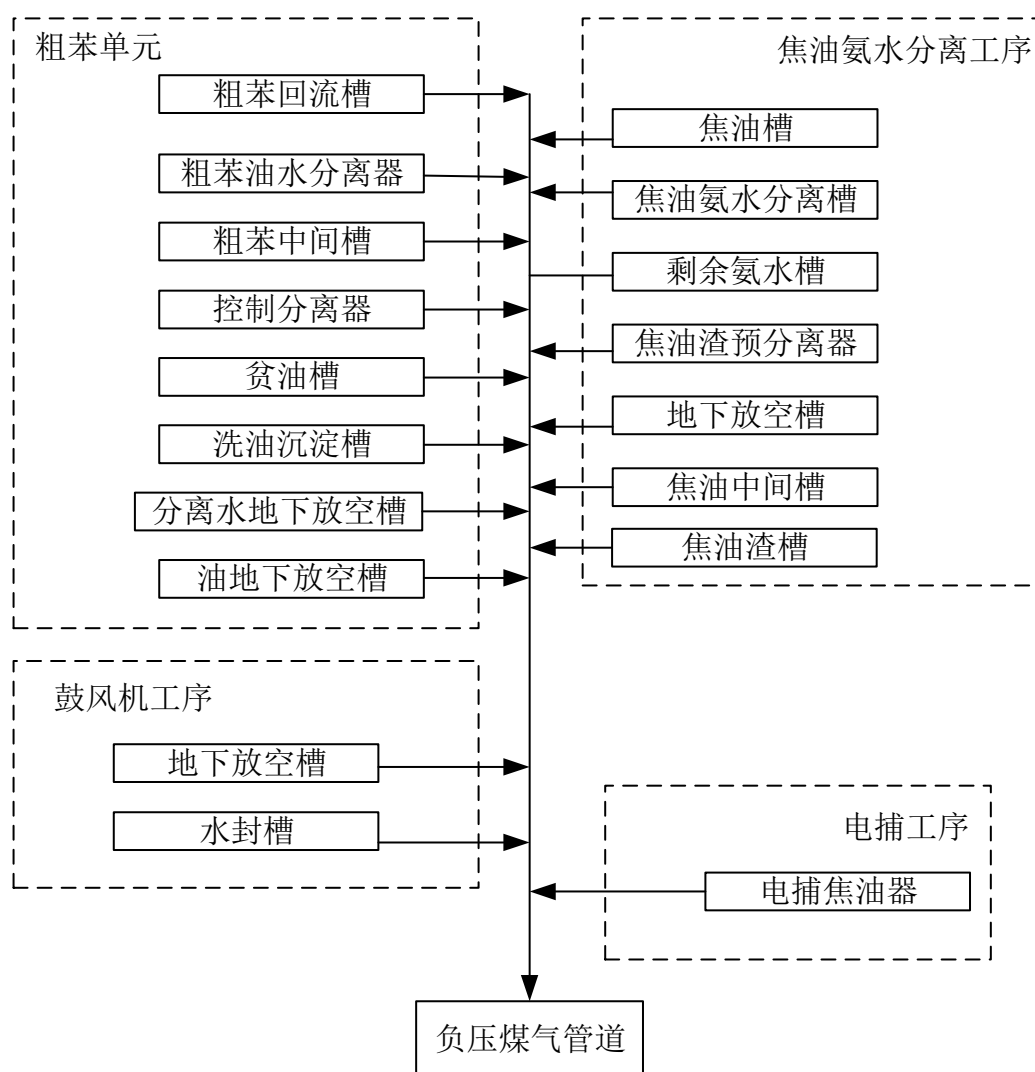 粗苯单元
粗苯回流槽
粗苯油水分离器
粗苯中间槽
控制分离器
贫油槽
洗油沉淀槽
分离水地下放空槽
油地下放空槽
焦油氨水分离工序
焦油槽
焦油氨水分离槽
剩余氨水槽
焦油渣预分离器
地下放空槽
焦油中间槽
焦油渣槽
鼓风机工序
地下放空槽
水封槽
电捕工序
电捕焦油器
负压煤气管道